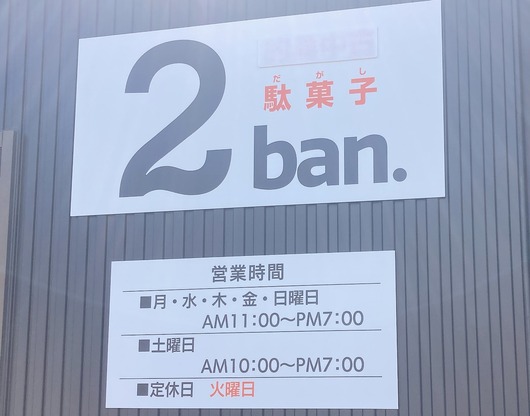 だがし
駄菓子
2 ban.
営業時間
■月・水・木・金・日曜日
AM11:00～PM7:00
■土曜日
AM10:00～PM7:00
■定休日 火曜日